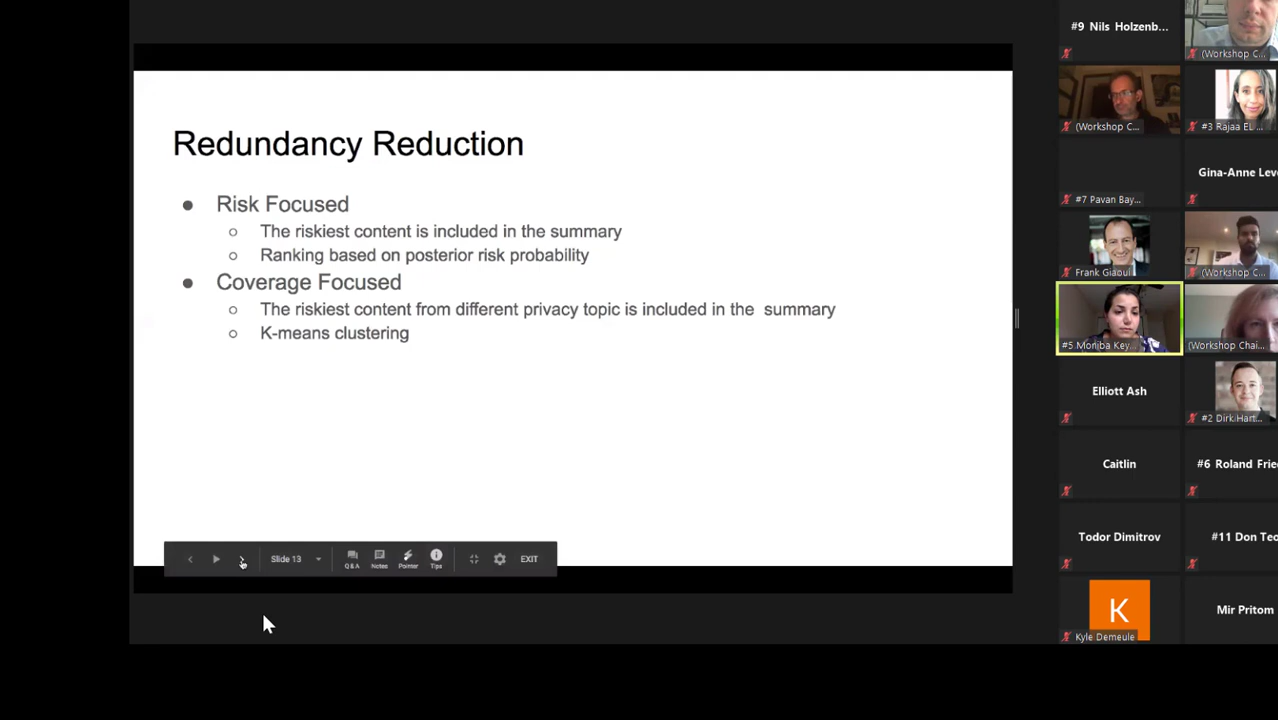 Redundancy Reduction
● Risk Focused
○ The riskiest content is included in the summary
○ Ranking based on posterior risk probability
● Coverage Focused
○ The riskiest content from different privacy topic is included in the  summary
○ K-means clustering
Slide 13
Q & A
Notes
Pointer
Tips
EXIT
#9 Nils Holzenb...
(Workshop C...
(Workshop C...
#3 Rajaa EL ...
#7 Pavan Bay...
Gina-Anne Lev
Frank Giaoui
(Workshop C...
#5 Moniba Key...
(Workshop Chai...
Elliott Ash
#2 Dirk Hart...
Caitlin
#6 Roland Frie
Todor Dimitrov
#11 Don Teo
K
Kyle Demeule
Mir Pritom